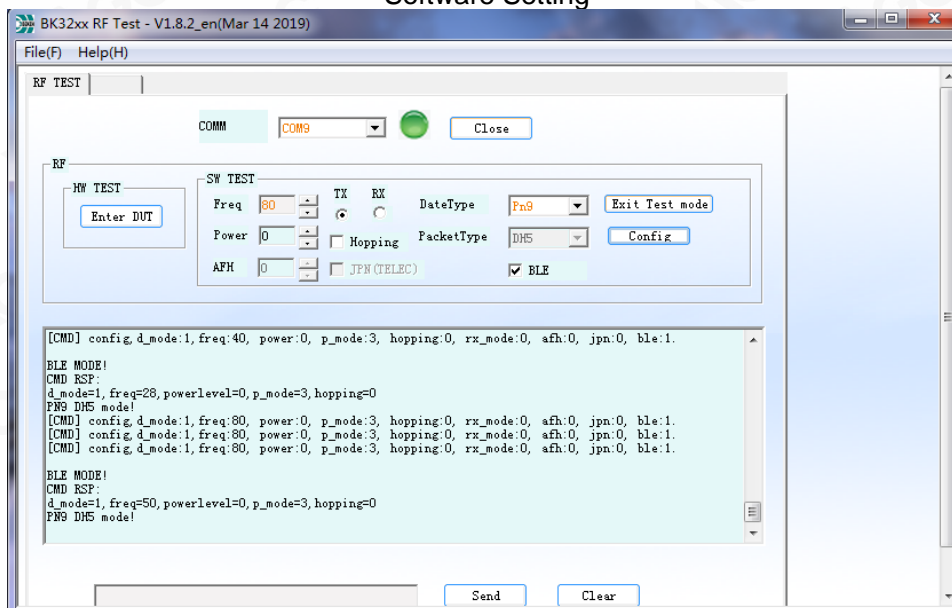 Software Setting
BK32xx RF Test - V1.8.2_en(Mar 14 2019)
File(F) Help(H)
RF TEST
COMM COM9 Close
RF
HW TEST
Enter DUT
SW TEST
Freq 80 TX RX DateType Pn9 Exit Test mode
Power 0 Hopping PacketType DH5 Config
AFH 0 JPN(TELEC) BLE
[CMD] config,d_mode:1,freq:40, power:0, p_mode:3, hopping:0, rx_mode:0, afh:0, jpn:0, ble:1.
BLE MODE!
CMD RSP:
d_mode=1,freq=28,powerlevel=0,p_mode=3,hopping=0
PN9 DH5 mode!
[CMD] config,d_mode:1,freq:80, power:0, p_mode:3, hopping:0, rx_mode:0, afh:0, jpn:0, ble:1.
[CMD] config,d_mode:1,freq:80, power:0, p_mode:3, hopping:0, rx_mode:0, afh:0, jpn:0, ble:1.
[CMD] config,d_mode:1,freq:80, power:0, p_mode:3, hopping:0, rx_mode:0, afh:0, jpn:0, ble:1.
BLE MODE!
CMD RSP:
d_mode=1,freq=50,powerlevel=0,p_mode=3,hopping=0
PN9 DH5 mode!
Send Clear